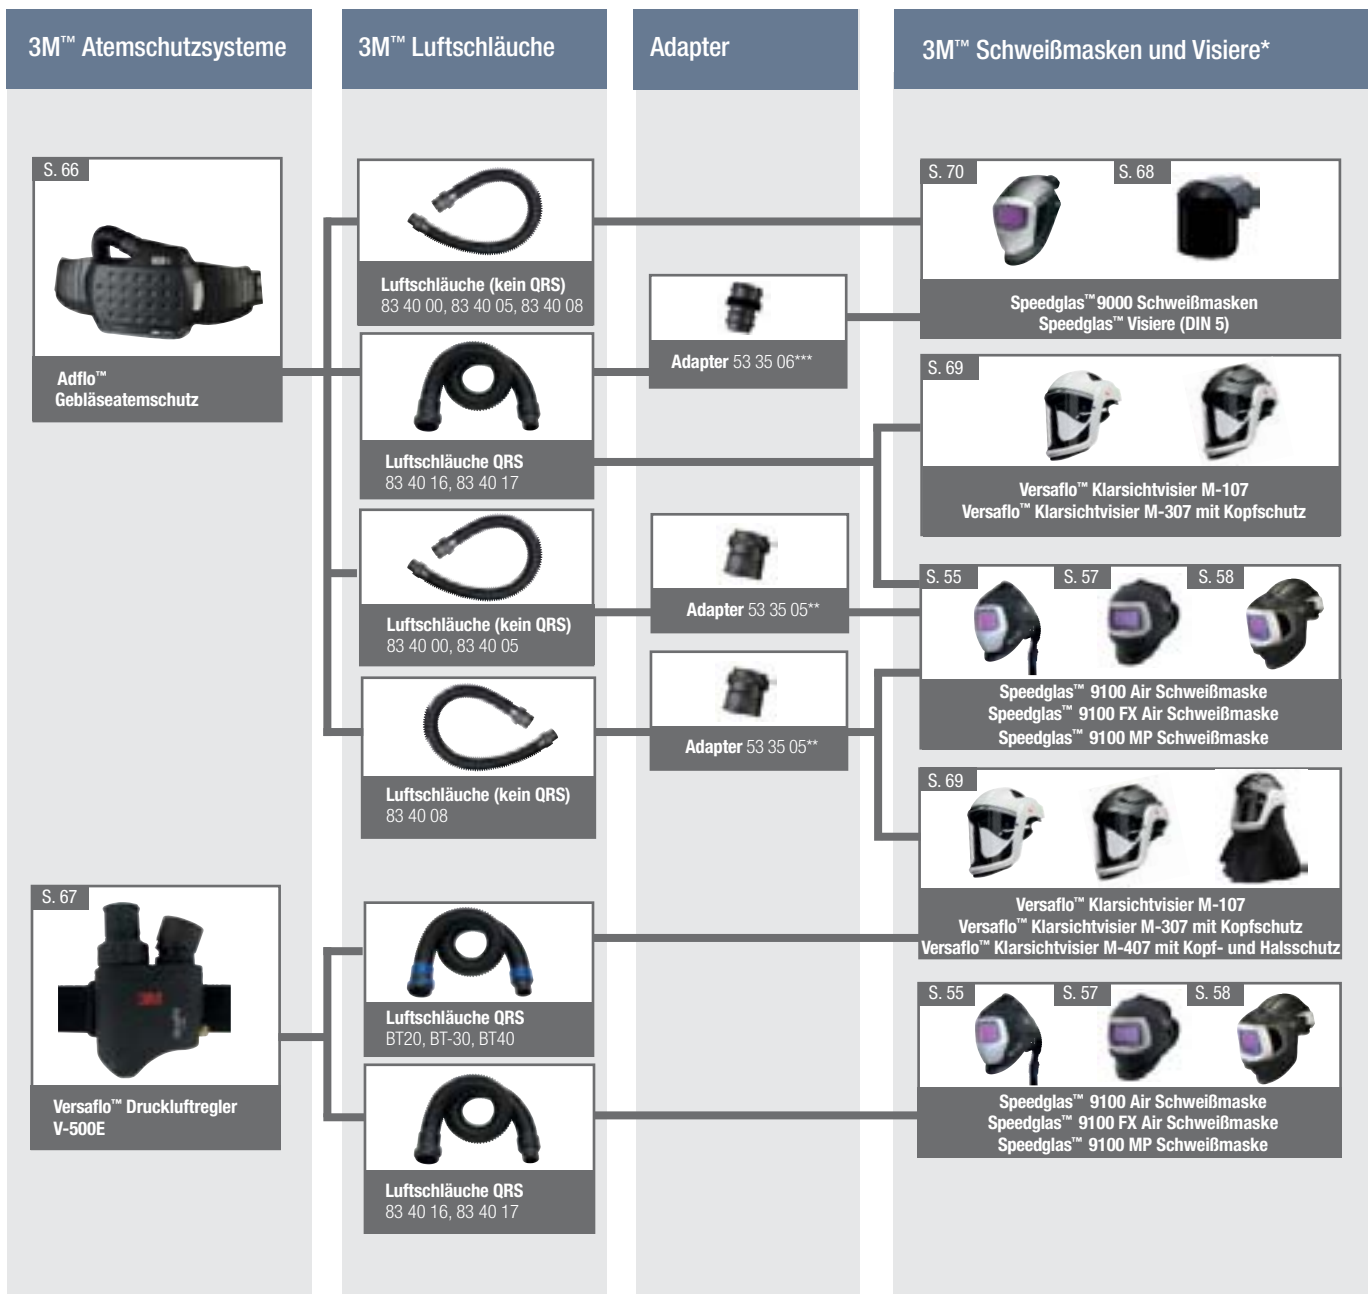 3M™ Atemschutzsysteme
3M™ Luftschläuche
Adapter
3M™ Schweißmasken und Visiere*
S. 66
Adflo™
Gebläseatemschutz
Luftschläuche (kein QRS)
83 40 00, 83 40 05, 83 40 08
Adapter 53 35 06***
S. 70
S. 68
Speedglas™ 9000 Schweißmasken
Speedglas™ Visiere (DIN 5)
Luftschläuche QRS
83 40 16, 83 40 17
S. 69
Versaflo™ Klarsichtvisier M-107
Versaflo™ Klarsichtvisier M-307 mit Kopfschutz
Luftschläuche (kein QRS)
83 40 00, 83 40 05
Adapter 53 35 05**
S. 55
S. 57
S. 58
Speedglas™ 9100 Air Schweißmaske
Speedglas™ 9100 FX Air Schweißmaske
Speedglas™ 9100 MP Schweißmaske
Luftschläuche (kein QRS)
83 40 08
Adapter 53 35 05**
S. 69
Versaflo™ Klarsichtvisier M-107
Versaflo™ Klarsichtvisier M-307 mit Kopfschutz
Versaflo™ Klarsichtvisier M-407 mit Kopf- und Halsschutz
S. 67
3M
Versaflo™ Druckluftregler
V-500E
Luftschläuche QRS
BT20, BT-30, BT40
Luftschläuche QRS
83 40 16, 83 40 17
S. 55
S. 57
S. 58
Speedglas™ 9100 Air Schweißmaske
Speedglas™ 9100 FX Air Schweißmaske
Speedglas™ 9100 MP Schweißmaske